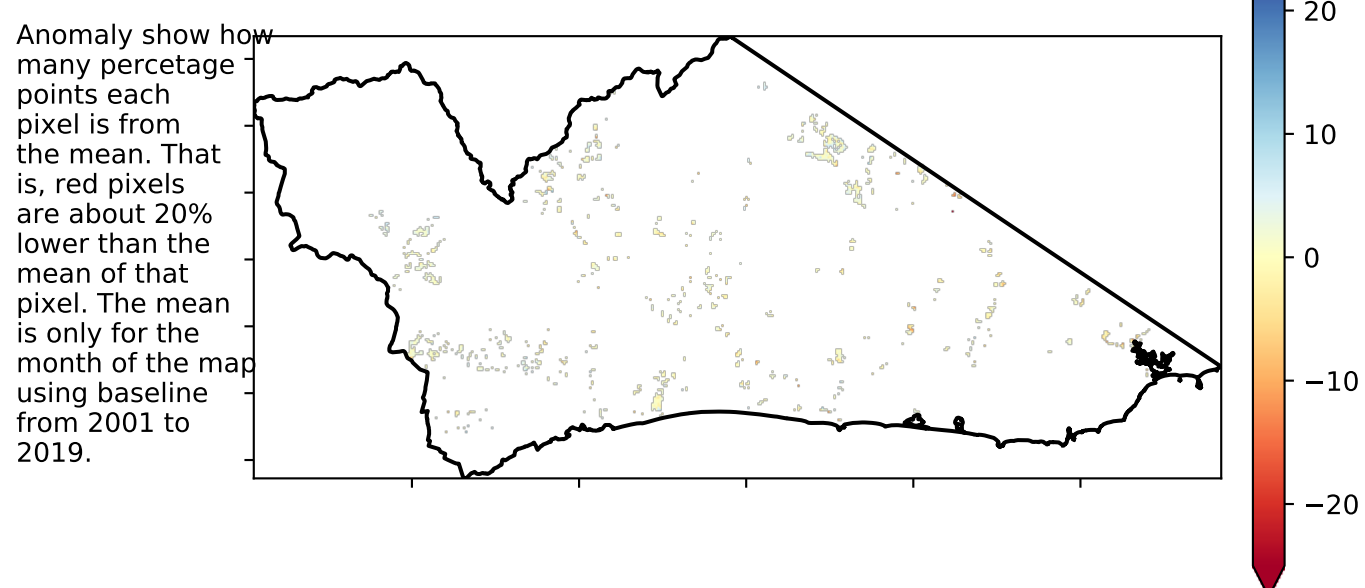 Anomaly show how
many percetage
points each
pixel is from
the mean. That
is, red pixels
are about 20%
lower than the
mean of that
pixel. The mean
is only for the
month of the map
using baseline
from 2001 to
2019.
20
10
0
−10
−20